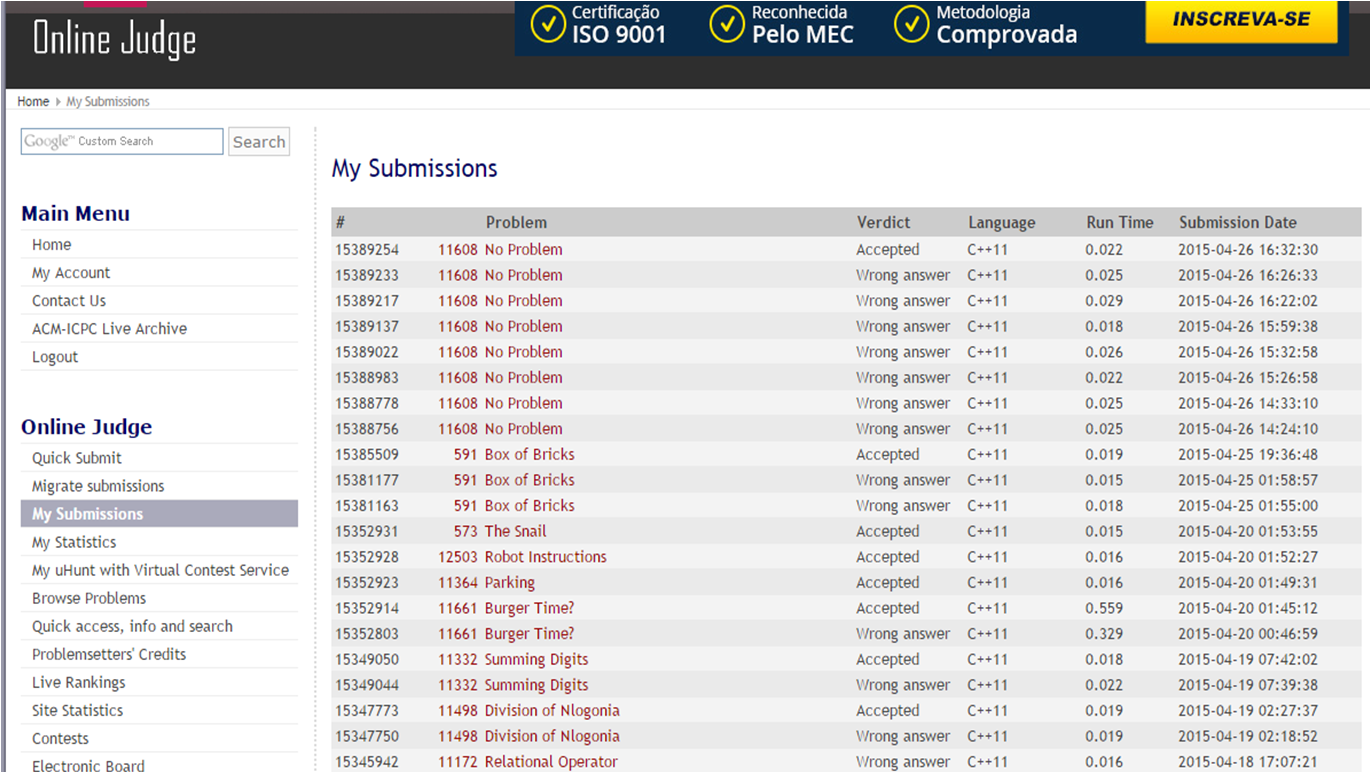 Online Judge
Certificação ISO 9001
Reconhecida Pelo MEC
Metodologia Comprovada
INSCREVA-SE
Home My Submissions
Google™ Custom Search Search
Main Menu
Home
My Account
Contact Us
ACM-ICPC Live Archive
Logout
Online Judge
Quick Submit
Migrate submissions
My Submissions
My Statistics
My uHunt with Virtual Contest Service
Browse Problems
Quick access, info and search
Problemsetters' Credits
Live Rankings
Site Statistics
Contests
Electronic Board
My Submissions
# Problem Verdict Language Run Time Submission Date
15389254 11608 No Problem Accepted C++11 0.022 2015-04-26 16:32:30
15389233 11608 No Problem Wrong answer C++11 0.025 2015-04-26 16:26:33
15389217 11608 No Problem Wrong answer C++11 0.029 2015-04-26 16:22:02
15389137 11608 No Problem Wrong answer C++11 0.018 2015-04-26 15:59:38
15389022 11608 No Problem Wrong answer C++11 0.026 2015-04-26 15:32:58
15388983 11608 No Problem Wrong answer C++11 0.022 2015-04-26 15:26:58
15388778 11608 No Problem Wrong answer C++11 0.025 2015-04-26 14:33:10
15388756 11608 No Problem Wrong answer C++11 0.025 2015-04-26 14:24:10
15385509 591 Box of Bricks Accepted C++11 0.019 2015-04-25 19:36:48
15381177 591 Box of Bricks Wrong answer C++11 0.015 2015-04-25 01:58:57
15381163 591 Box of Bricks Wrong answer C++11 0.018 2015-04-25 01:55:00
15352931 573 The Snail Accepted C++11 0.015 2015-04-20 01:53:55
15352928 12503 Robot Instructions Accepted C++11 0.016 2015-04-20 01:52:27
15352923 11364 Parking Accepted C++11 0.016 2015-04-20 01:49:31
15352914 11661 Burger Time? Accepted C++11 0.559 2015-04-20 01:45:12
15352803 11661 Burger Time? Wrong answer C++11 0.329 2015-04-20 00:46:59
15349050 11332 Summing Digits Accepted C++11 0.018 2015-04-19 07:42:02
15349044 11332 Summing Digits Wrong answer C++11 0.022 2015-04-19 07:39:38
15347773 11498 Division of Nlogonia Accepted C++11 0.019 2015-04-19 02:27:37
15347750 11498 Division of Nlogonia Wrong answer C++11 0.019 2015-04-19 02:18:52
15345942 11172 Relational Operator Wrong answer C++11 0.016 2015-04-18 17:07:21